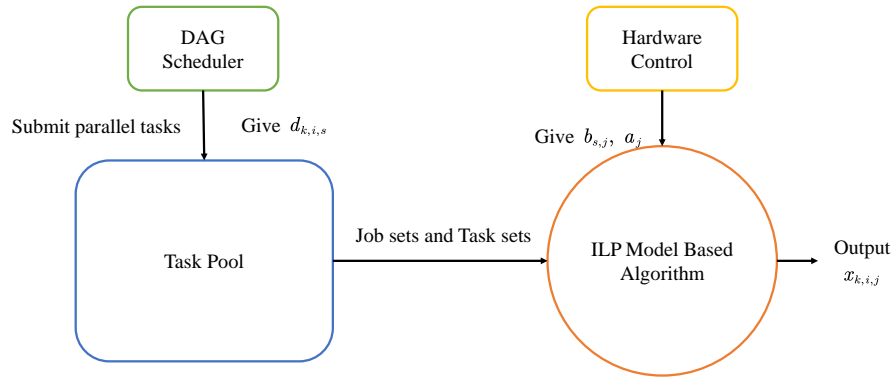 DAG
Scheduler
Hardware
Control
Submit parallel tasks
Give d_{k,i,s}
Give b_{s,j}, a_j
Task Pool
Job sets and Task sets
ILP Model Based
Algorithm
Output
x_{k,i,j}